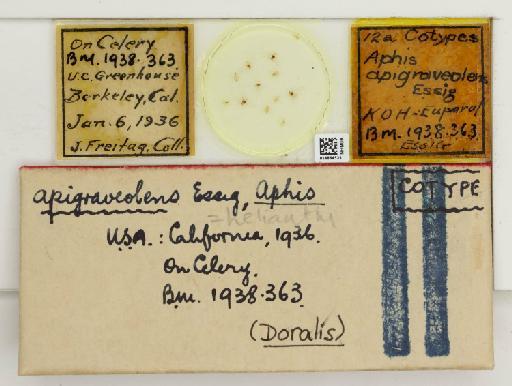 On Celery
B.M. 1938.363.
U.C. Greenhouse
Berkeley, Cal.
Jan. 6, 1936
J. Freitag, Coll.
12a Cotypes
Aphis
apigraveolens
Essig
KOH-Euparol
B.M. 1938.363
Essig
COTYPE
apigraveolens Essig, Aphis
= helianthi
U.S.A.: California, 1936.
On Celery.
B.M. 1938.363.
(Doralis)